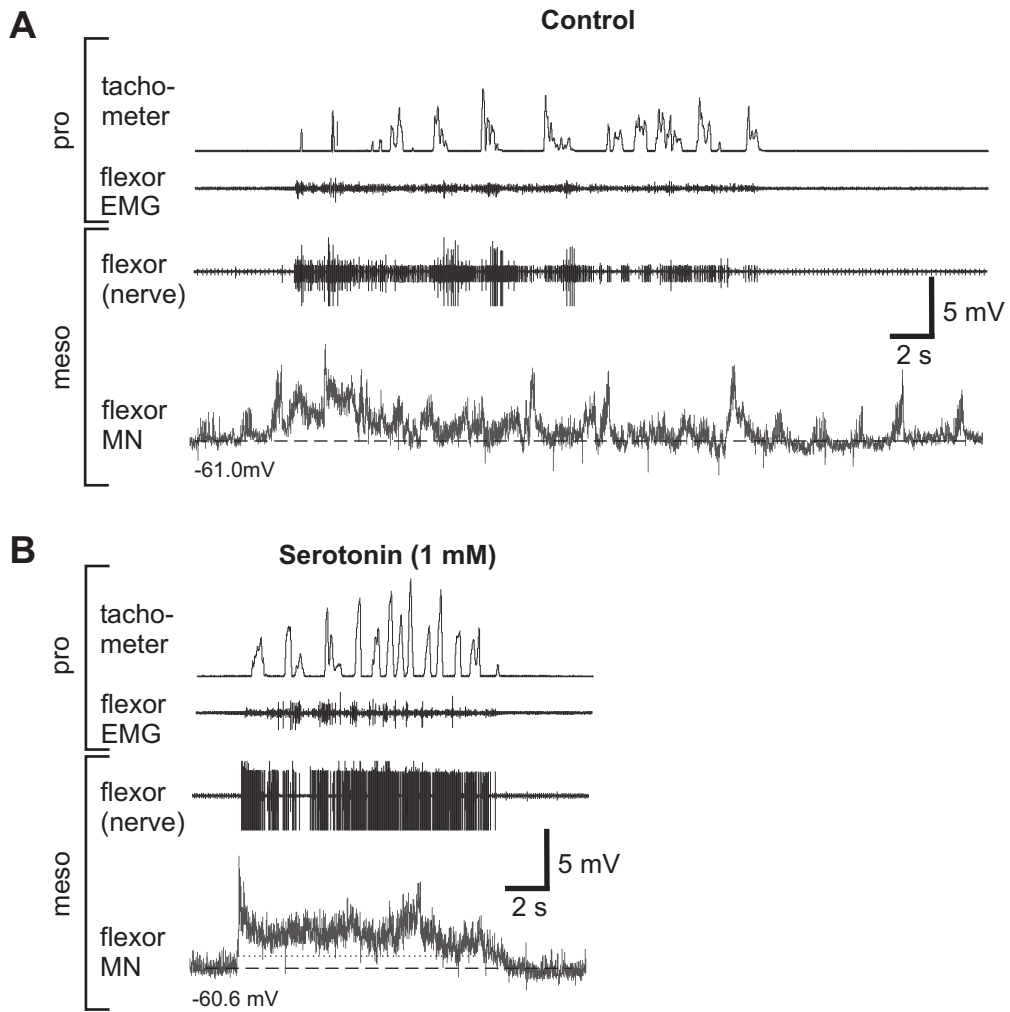 A
Control
pro
tacho-
meter
flexor
EMG
meso
flexor
(nerve)
5 mV
2 s
flexor
MN
-61.0mV
B
Serotonin (1 mM)
pro
tacho-
meter
flexor
EMG
meso
flexor
(nerve)
5 mV
2 s
flexor
MN
-60.6 mV